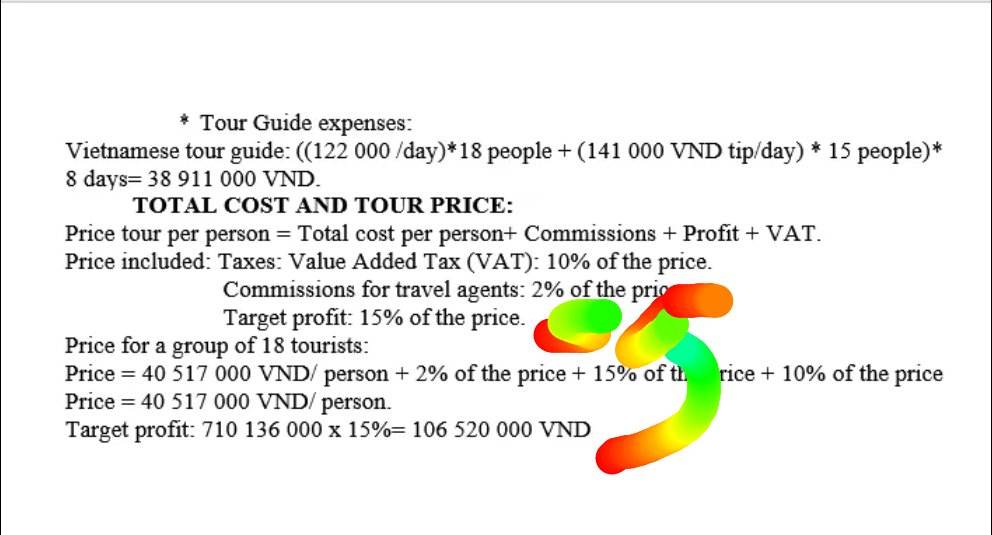 * Tour Guide expenses:
Vietnamese tour guide: ((122 000 /day)*18 people + (141 000 VND tip/day) * 15 people)*
8 days= 38 911 000 VND.
TOTAL COST AND TOUR PRICE:
Price tour per person = Total cost per person+ Commissions + Profit + VAT.
Price included: Taxes: Value Added Tax (VAT): 10% of the price.
Commissions for travel agents: 2% of the
Target profit: 15% of the price.
Price for a group of 18 tourists:
Price = 40 517 000 VND/ person + 2% of the price + 15% of + 10% of the price
Price = 40 517 000 VND/ person.
Target profit: 710 136 000 x 15%= 106 520 000 VND